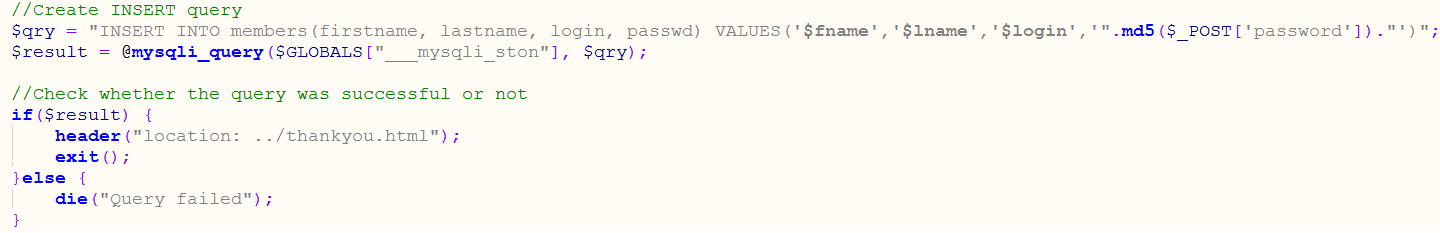 //Create INSERT query
$qry = "INSERT INTO members(firstname, lastname, login, passwd) VALUES('$fname','$lname','$login','".md5($_POST['password'])."')";
$result = @mysqli_query($GLOBALS["___mysqli_ston"], $qry);

//Check whether the query was successful or not
if($result) {
    header("location: ../thankyou.html");
    exit();
}else {
    die("Query failed");
}